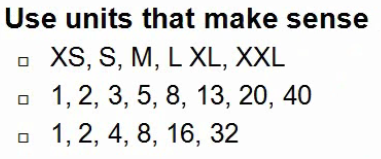 Use units that make sense
XS, S, M, L XL, XXL
1, 2, 3, 5, 8, 13, 20, 40
1, 2, 4, 8, 16, 32